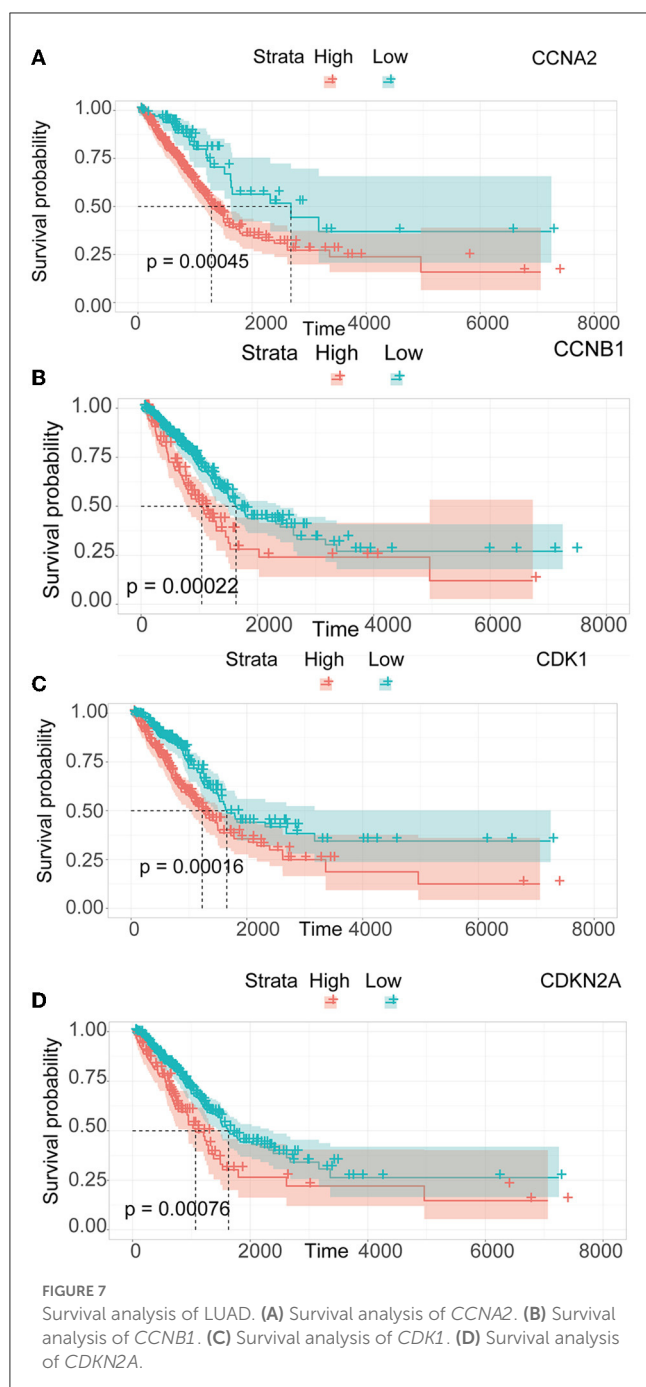 A
Strata High Low CCNA2
1.00
0.75
0.50
0.25
0.00
Survival probability
p = 0.00045
0 2000 4000 6000 8000
Time
Strata High Low CCNB1
B
1.00
0.75
0.50
0.25
0.00
Survival probability
p = 0.00022
0 2000 4000 6000 8000
Time
Strata High Low CDK1
C
1.00
0.75
0.50
0.25
0.00
Survival probability
p = 0.00016
0 2000 4000 6000 8000
Strata High Low CDKN2A
D
1.00
0.75
0.50
0.25
0.00
Survival probability
p = 0.00076
0 2000 4000 6000 8000
Time
FIGURE 7
Survival analysis of LUAD. (A) Survival analysis of CCNA2. (B) Survival
analysis of CCNB1. (C) Survival analysis of CDK1. (D) Survival analysis
of CDKN2A.